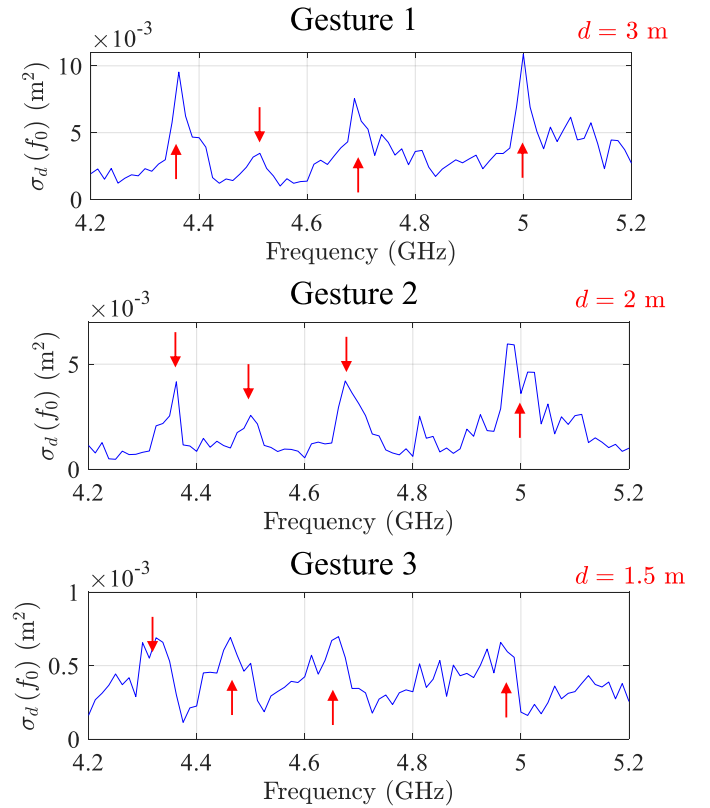 Gesture 1
d = 3 m
×10⁻³
10
5
0
σ_d (f₀) (m²)
4.2 4.4 4.6 4.8 5 5.2
Frequency (GHz)
Gesture 2
d = 2 m
×10⁻³
5
0
σ_d (f₀) (m²)
4.2 4.4 4.6 4.8 5 5.2
Frequency (GHz)
Gesture 3
d = 1.5 m
×10⁻³
1
0.5
0
σ_d (f₀) (m²)
4.2 4.4 4.6 4.8 5 5.2
Frequency (GHz)